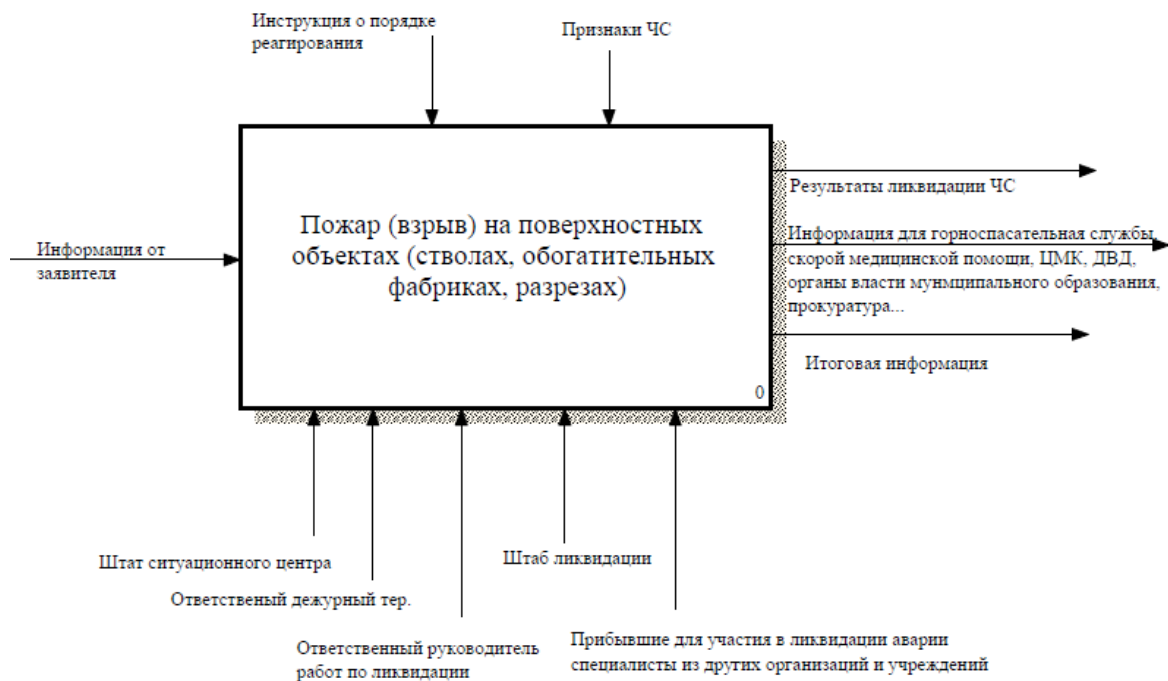 Инструкция о порядке
реагирования
Признаки ЧС
Пожар (взрыв) на поверхностных
объектах (стволах, обогатительных
фабриках, разрезах)
0
Информация от
заявителя
Результаты ликвидации ЧС
Информация для горноспасательная службы,
скорой медицинской помощи, ЦМК, ДВД,
органы власти мунмципального образования,
прокуратура...
Итоговая информация
Штат ситуационного центра
Ответственый дежурный тер.
Ответственный руководитель
работ по ликвидации
Штаб ликвидации
Прибывшие для участия в ликвидации аварии
специалисты из других организаций и учреждений